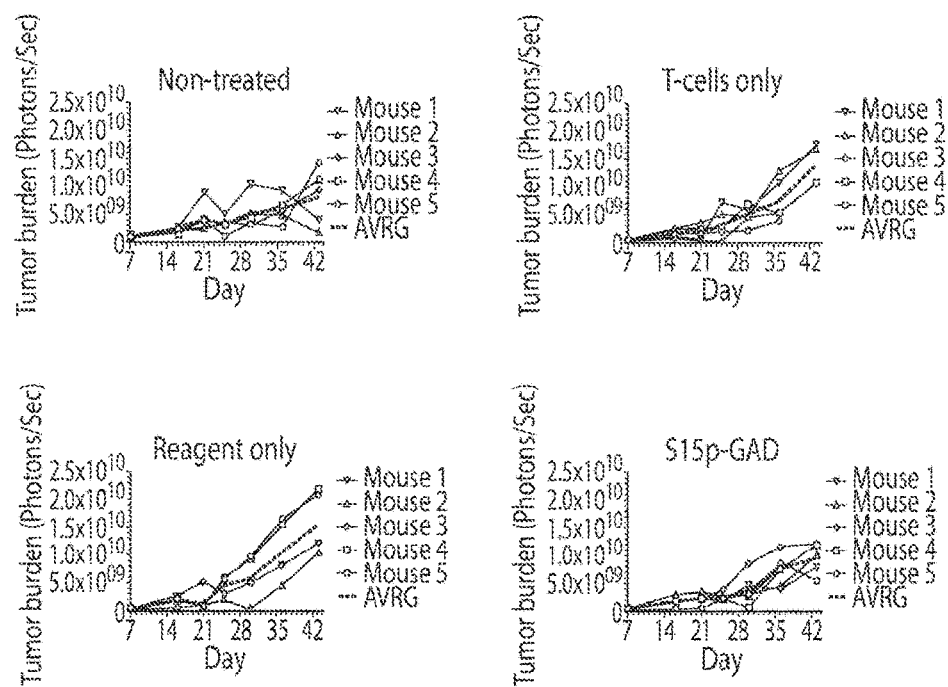 Non-treated
Tumor burden (Photons/Sec)
2.5x10^10
2.0x10^10
1.5x10^10
1.0x10^10
5.0x10^09
0
7 14 21 28 35 42
Day
Mouse 1
Mouse 2
Mouse 3
Mouse 4
Mouse 5
AVRG
T-cells only
Tumor burden (Photons/Sec)
2.5x10^10
2.0x10^10
1.5x10^10
1.0x10^10
5.0x10^09
0
7 14 21 28 35 42
Day
Mouse 1
Mouse 2
Mouse 3
Mouse 4
Mouse 5
AVRG
Reagent only
Tumor burden (Photons/Sec)
2.5x10^10
2.0x10^10
1.5x10^10
1.0x10^10
5.0x10^09
0
7 14 21 28 35 42
Day
Mouse 1
Mouse 2
Mouse 3
Mouse 4
Mouse 5
AVRG
S15p-GAD
Tumor burden (Photons/Sec)
2.5x10^10
2.0x10^10
1.5x10^10
1.0x10^10
5.0x10^09
0
7 14 21 28 35 42
Day
Mouse 1
Mouse 2
Mouse 3
Mouse 4
Mouse 5
AVRG